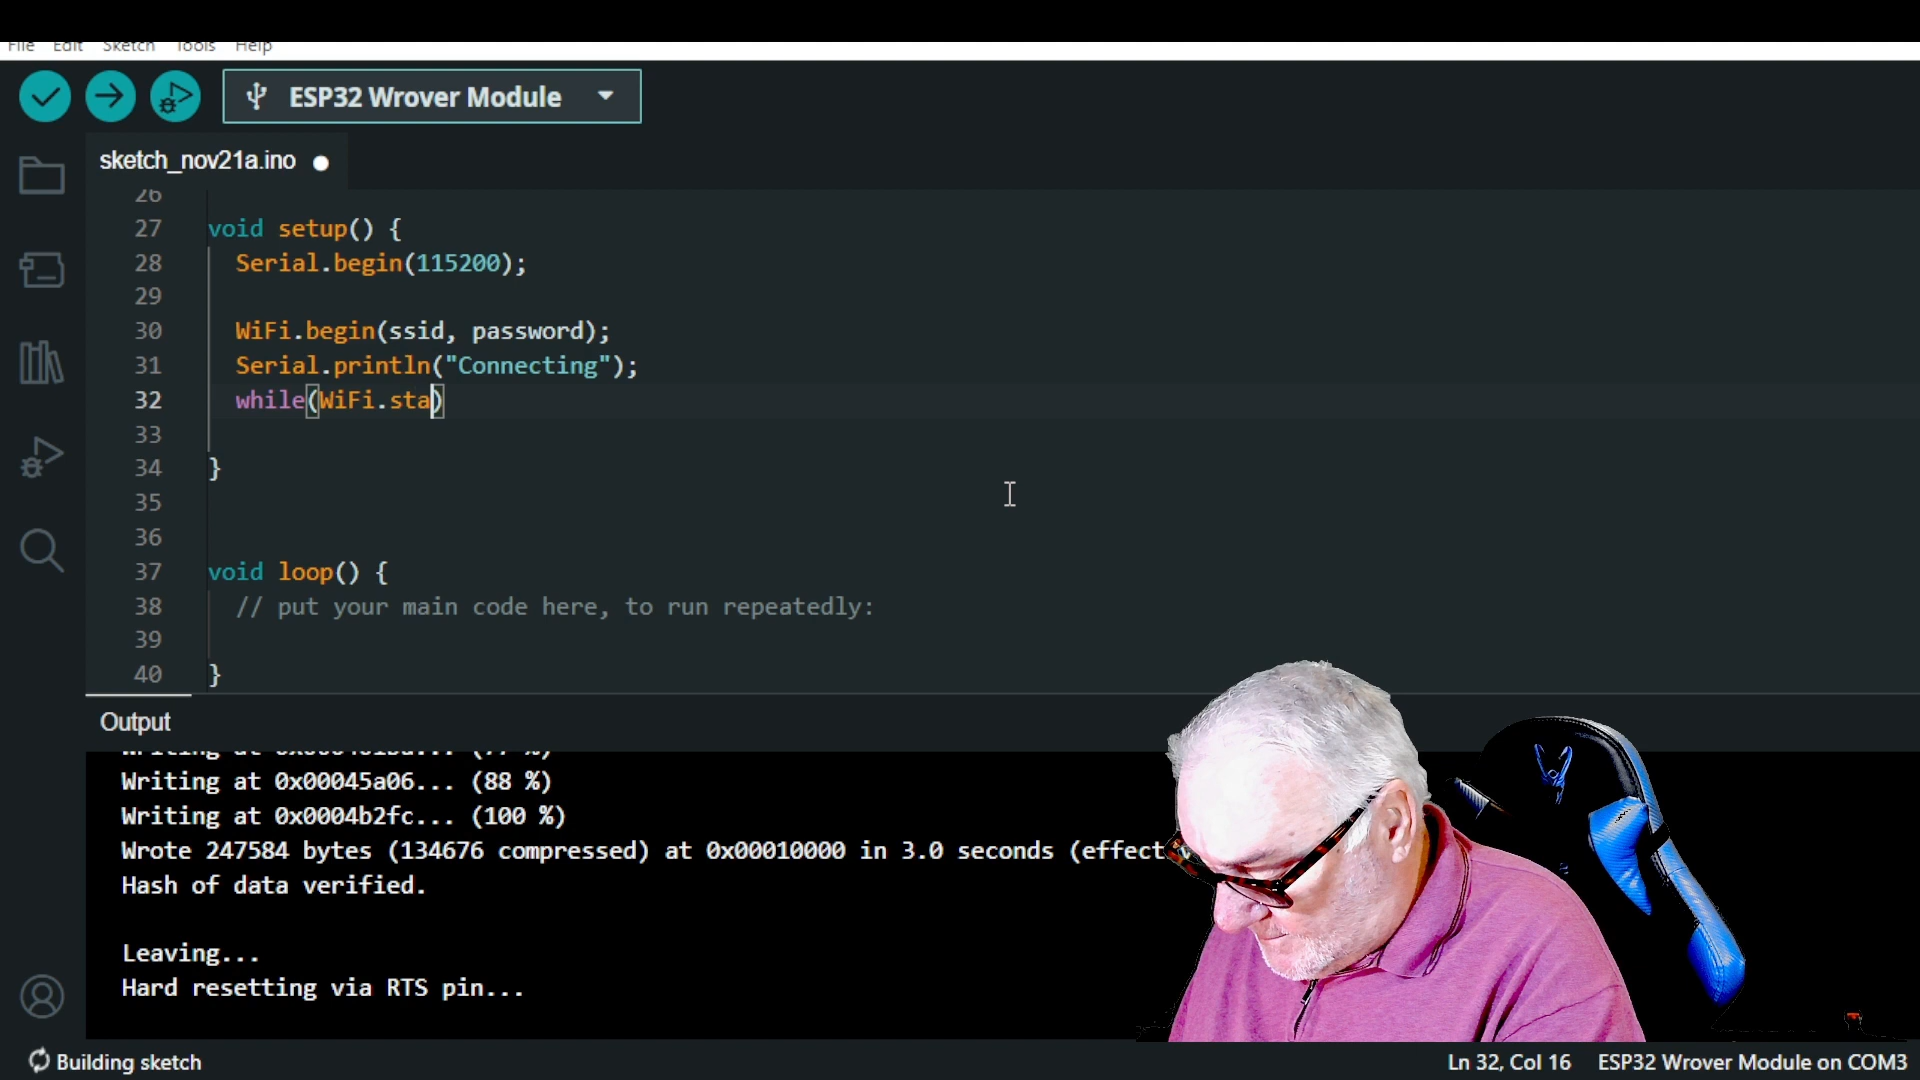 File Edit Sketch Tools Help
ESP32 Wrover Module
sketch_nov21a.ino
26
27 void setup() {
28 Serial.begin(115200);
29
30 WiFi.begin(ssid, password);
31 Serial.println("Connecting");
32 while(WiFi.sta)
33
34 }
35
36
37 void loop() {
38 // put your main code here, to run repeatedly:
39
40 }
Output
Writing at
Writing at 0x00045a06... (88 %)
Writing at 0x0004b2fc... (100 %)
Wrote 247584 bytes (134676 compressed) at 0x00010000 in 3.0 seconds (effect
Hash of data verified.
Leaving...
Hard resetting via RTS pin...
Building sketch
Ln 32, Col 16 ESP32 Wrover Module on COM3